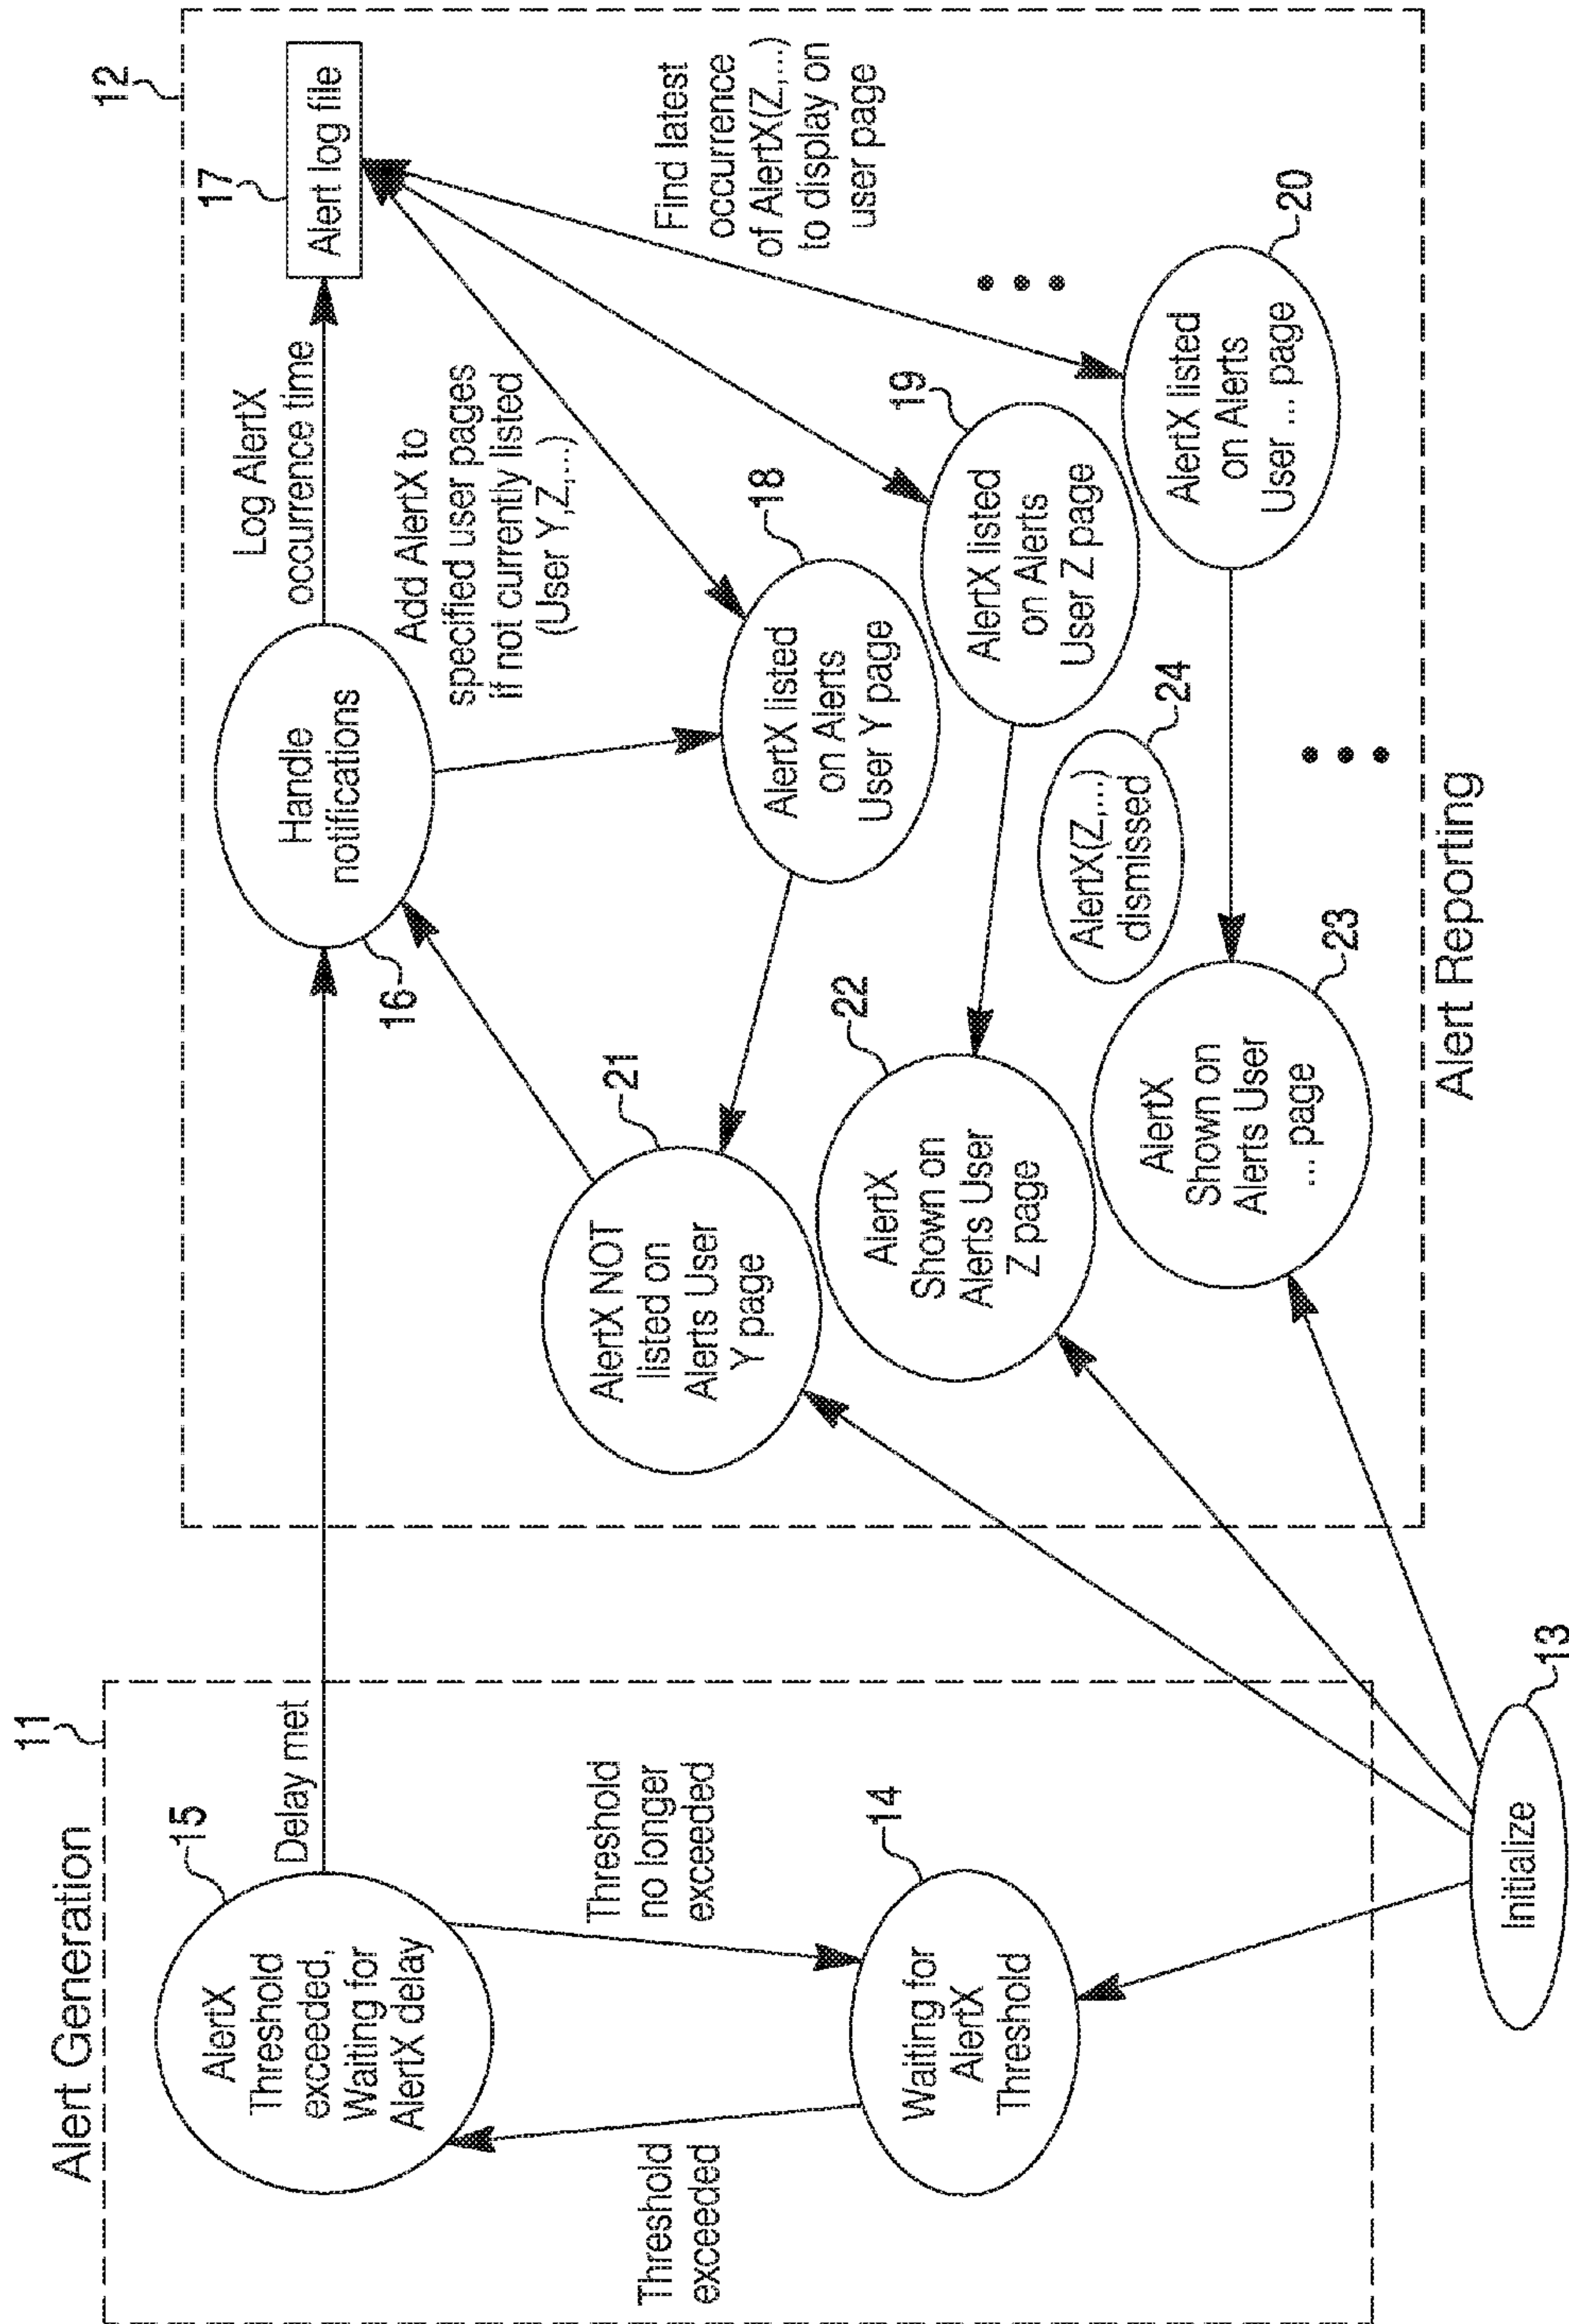 Alert Generation
11
15
AlertX
Threshold
exceeded,
Waiting for
AlertX delay
Delay met
Threshold
exceeded
Threshold
no longer
exceeded
14
Waiting for
AlertX
Threshold
Initialize
13
12
16
Handle
notifications
Log AlertX
occurrence time
17
Alert log file
Add AlertX to
specified user pages
if not currently listed
(User Y,Z,...)
Find latest
occurrence
of AlertX(Z,...)
to display on
user page
21
AlertX NOT
listed on
Alerts User
Y page
18
AlertX listed
on Alerts
User Y page
22
AlertX
Shown on
Alerts User
Z page
19
AlertX listed
on Alerts
User Z page
24
AlertX(Z,...)
dismissed
20
AlertX listed
on Alerts
User ... page
23
AlertX
Shown on
Alerts User
... page
Alert Reporting